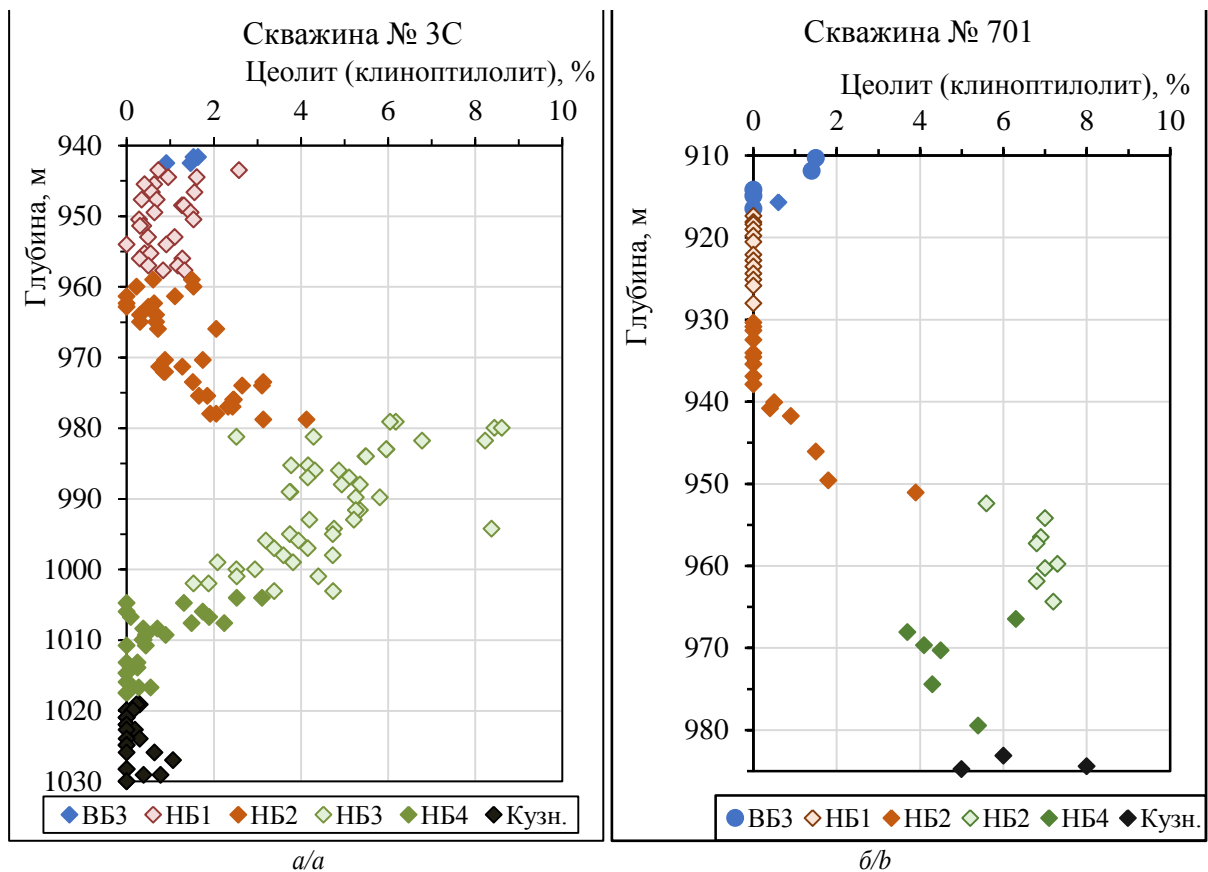 Скважина № 3С
Цеолит (клиноптилолит), %
0 2 4 6 8 10
Глубина, м
940
950
960
970
980
990
1000
1010
1020
1030
ВБ3 НБ1 НБ2 НБ3 НБ4 Кузн.
а/a
Скважина № 701
Цеолит (клиноптилолит), %
0 2 4 6 8 10
Глубина, м
910
920
930
940
950
960
970
980
ВБ3 НБ1 НБ2 НБ2 НБ4 Кузн.
б/b